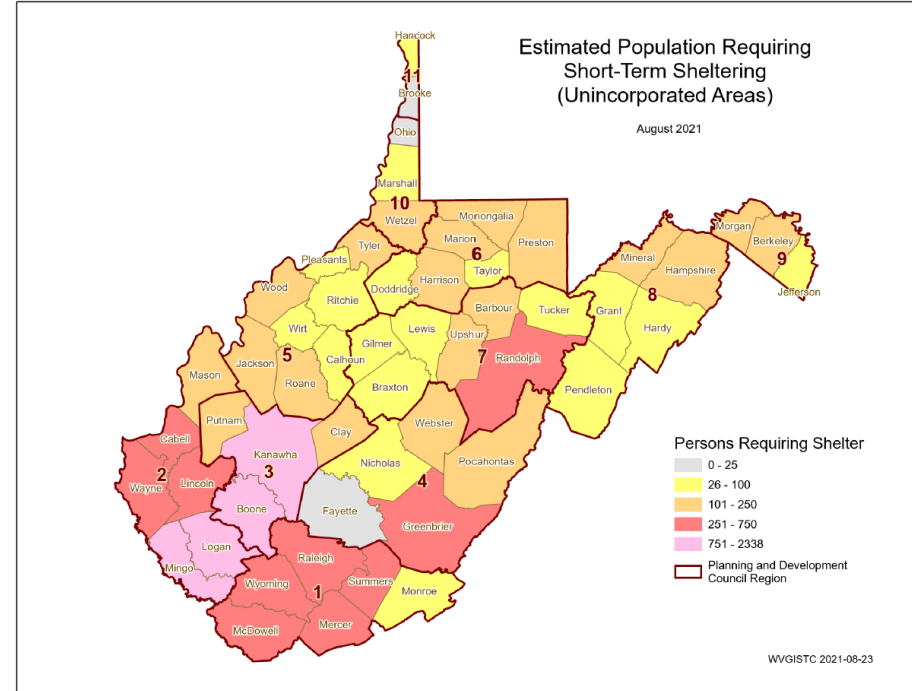 Estimated Population Requiring
Short-Term Sheltering
(Unincorporated Areas)
August 2021
Hancock
11
Brooke
Ohio
Marshall
10
Wetzel
Monongalia
Marion
6
Preston
Taylor
Tyler
Pleasants
Doddridge
Harrison
Wood
Ritchie
Morgan
Berkeley
9
Jefferson
Mineral
Hampshire
8
Grant
Hardy
Pendleton
Barbour
Tucker
Wirt
Lewis
Upshur
7
Randolph
Gilmer
Calhoun
5
Jackson
Roane
Braxton
Mason
Putnam
Clay
Webster
Pocahontas
Cabell
Kanawha
3
2
Wayne
Lincoln
Nicholas
4
Boone
Fayette
Greenbrier
Logan
Mingo
Raleigh
Wyoming
1
Summers
Monroe
McDowell
Mercer
Persons Requiring Shelter
0 - 25
26 - 100
101 - 250
251 - 750
751 - 2338
Planning and Development
Council Region
WVGISTC 2021-08-23